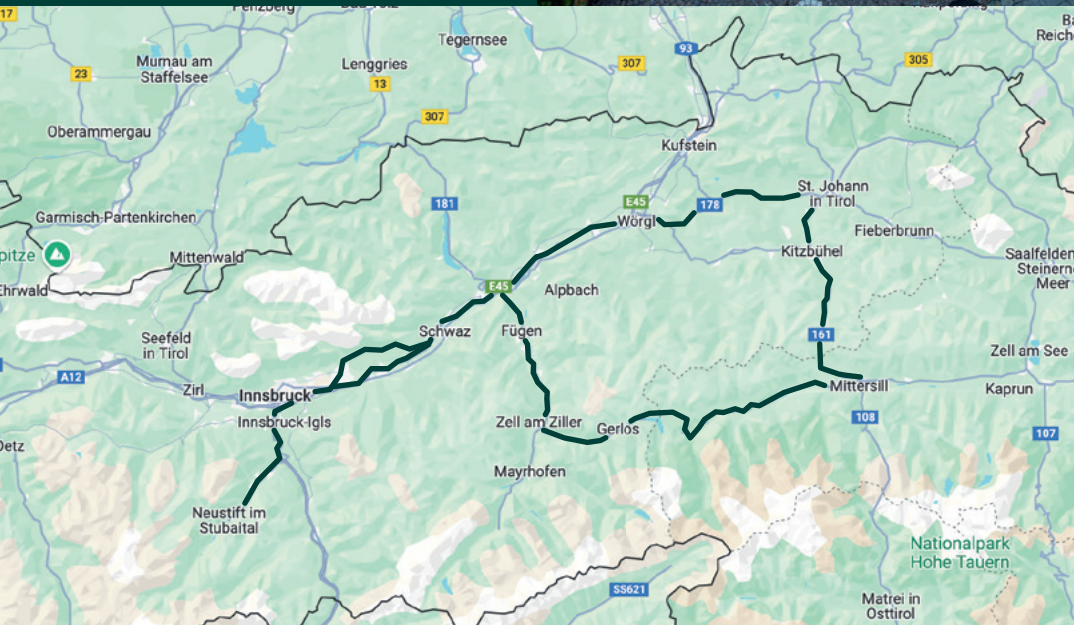 17
Penzberg
Tegernsee
93
Murnau am
Staffelsee
23
Lenggries
13
307
305
Oberammergau
307
Kufstein
181
E45
178
St. Johann
in Tirol
Garmisch-Partenkirchen
Wörgl
Fieberbrunn
pitze
Mittenwald
Kitzbühel
Saalfelden
Steinerne
Meer
Ehrwald
E45
Alpbach
Seefeld
in Tirol
Schwaz
Fügen
161
Zell am See
A12
Zirl
Innsbruck
Mittersill
Kaprun
Innsbruck-Igls
Zell am Ziller
Gerlos
108
107
Oetz
Mayrhofen
Neustift im
Stubaital
Nationalpark
Hohe Tauern
SS621
Matrei in
Osttirol